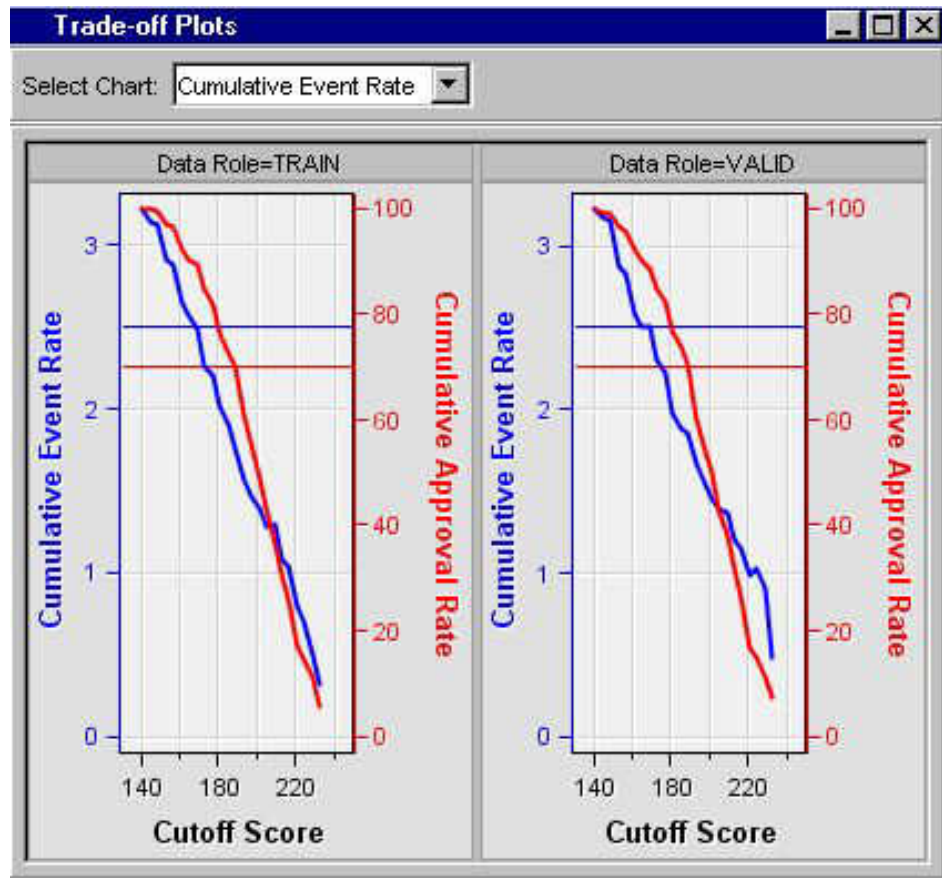 Trade-off Plots
Select Chart: Cumulative Event Rate
Data Role=TRAIN
Cumulative Event Rate
3
2
1
0
100
80
60
40
20
0
Cumulative Approval Rate
140 180 220
Cutoff Score
Data Role=VALID
Cumulative Event Rate
3
2
1
0
100
80
60
40
20
0
Cumulative Approval Rate
140 180 220
Cutoff Score